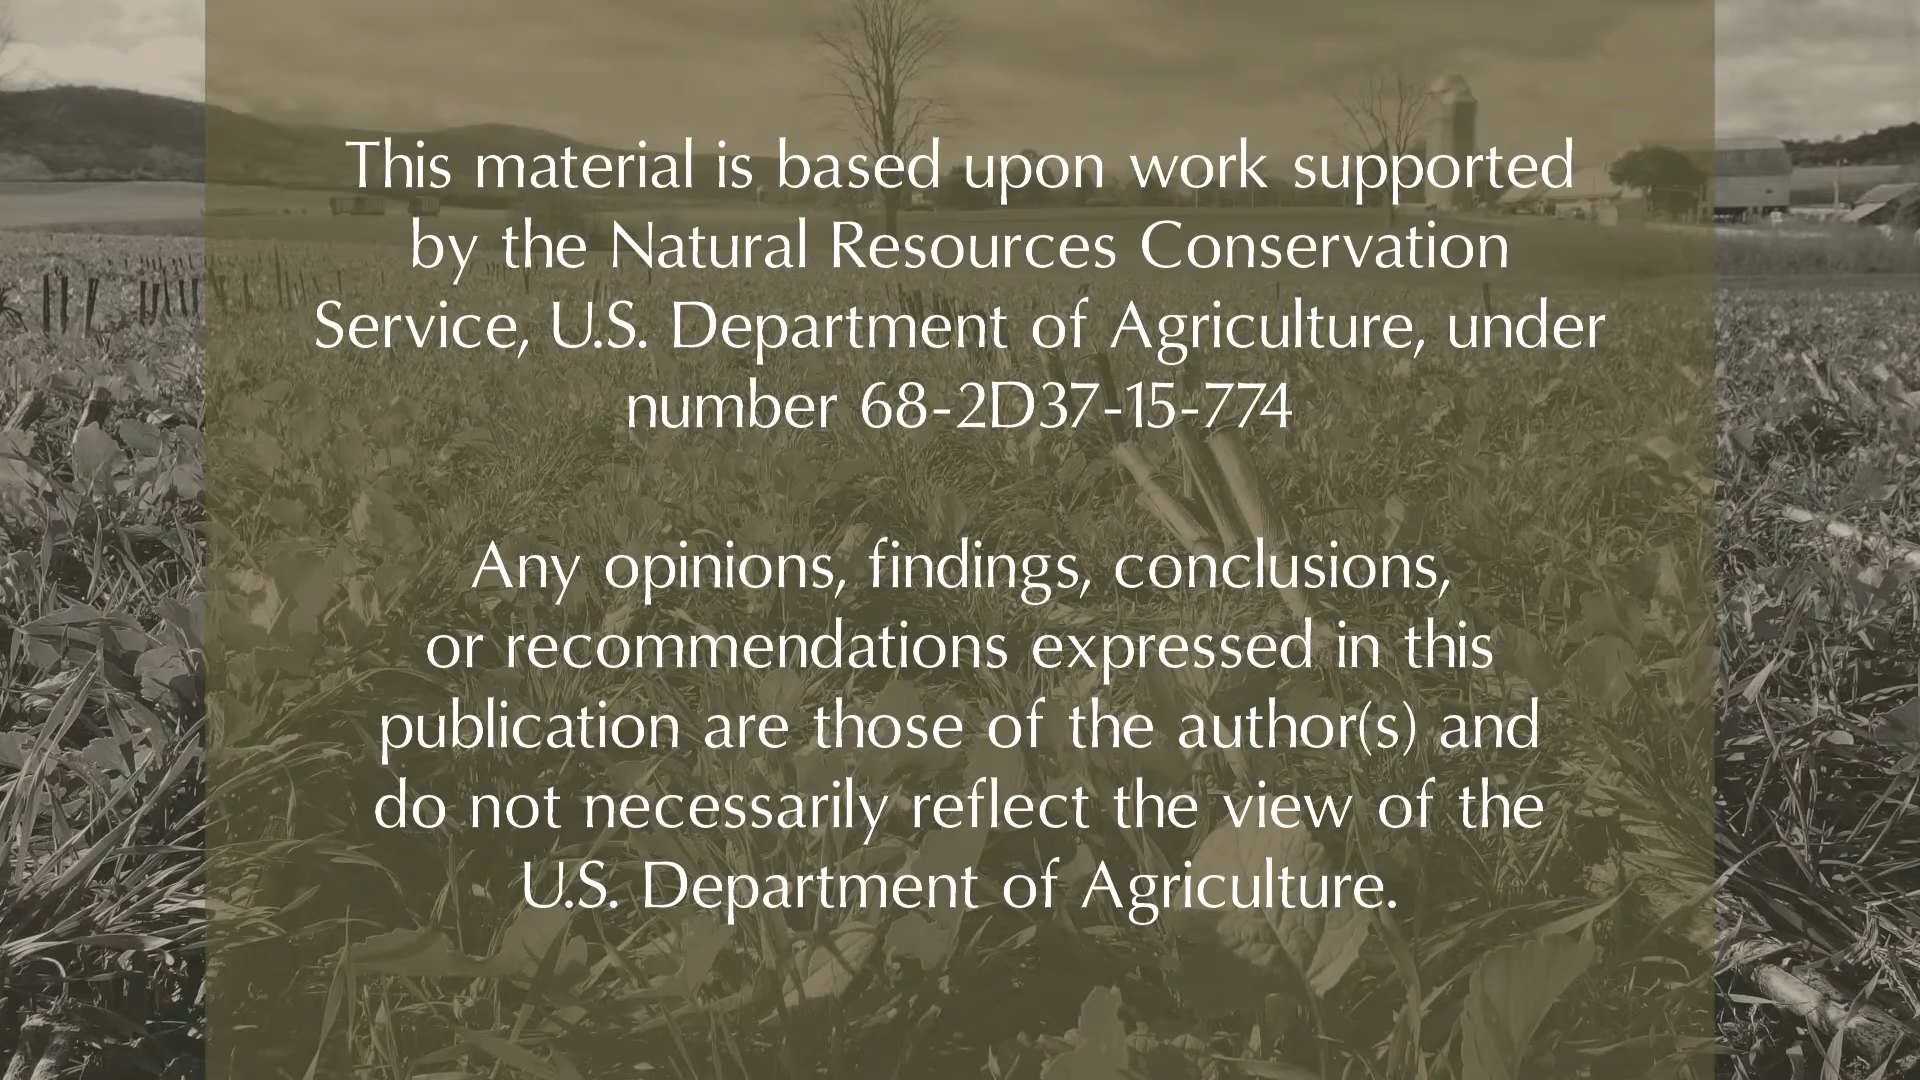 This material is based upon work supported
by the Natural Resources Conservation
Service, U.S. Department of Agriculture, under
number 68-2D37-15-774
Any opinions, findings, conclusions,
or recommendations expressed in this
publication are those of the author(s) and
do not necessarily reflect the view of the
U.S. Department of Agriculture.